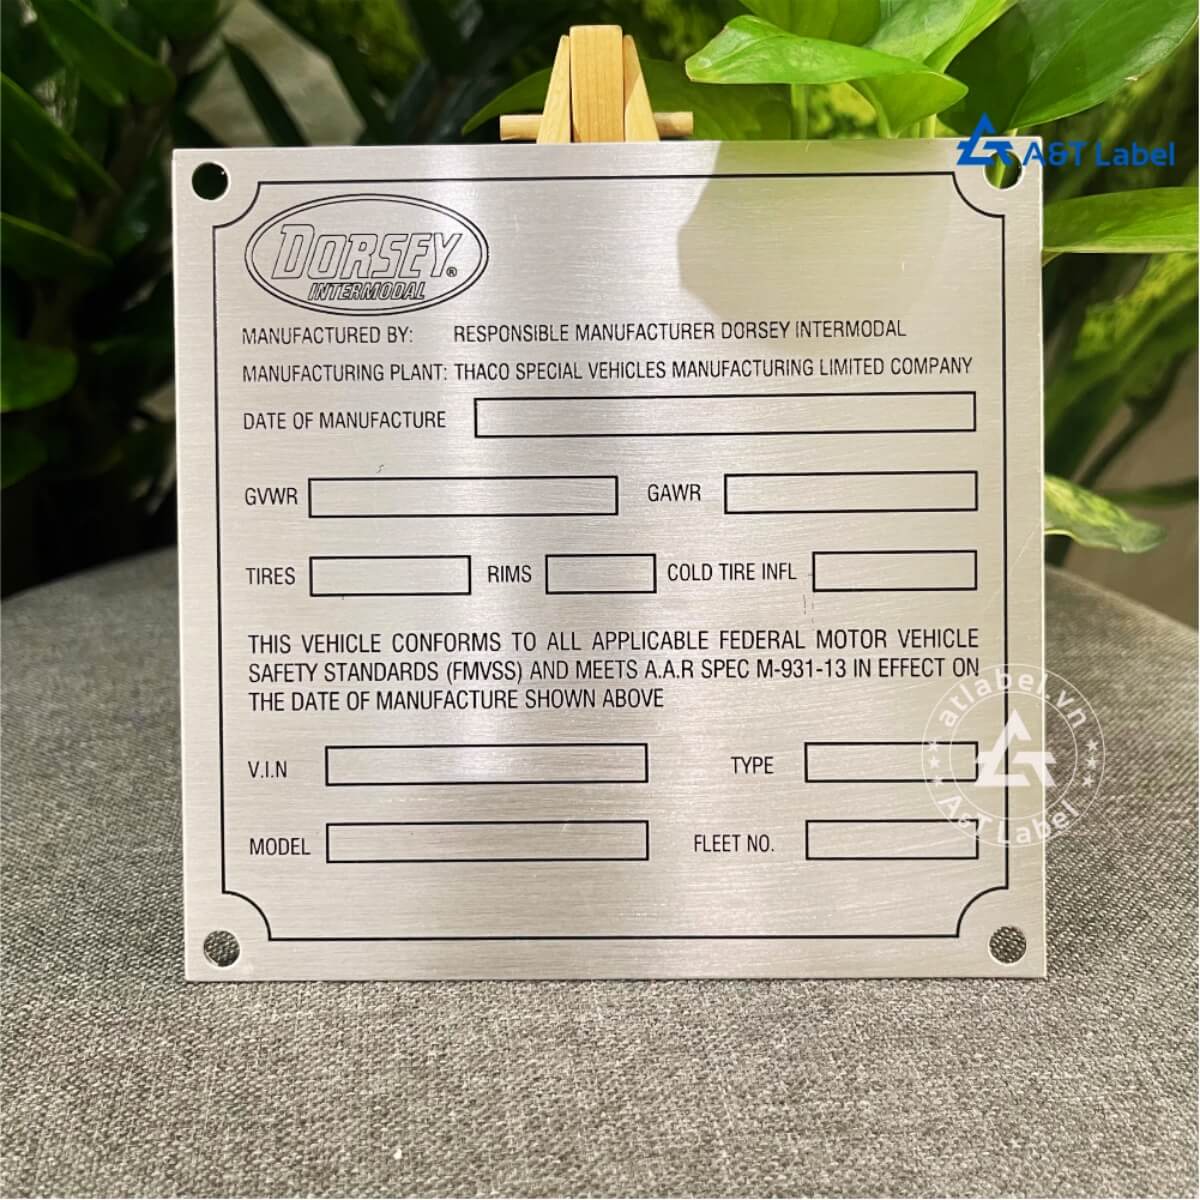 A&T Label
DORSEY®
INTERMODAL
MANUFACTURED BY: RESPONSIBLE MANUFACTURER DORSEY INTERMODAL
MANUFACTURING PLANT: THACO SPECIAL VEHICLES MANUFACTURING LIMITED COMPANY
DATE OF MANUFACTURE
GVWR GAWR
TIRES RIMS COLD TIRE INFL
THIS VEHICLE CONFORMS TO ALL APPLICABLE FEDERAL MOTOR VEHICLE
SAFETY STANDARDS (FMVSS) AND MEETS A.A.R SPEC M-931-13 IN EFFECT ON
THE DATE OF MANUFACTURE SHOWN ABOVE
V.I.N TYPE
MODEL FLEET NO.
atlabel.vn
A&T Label